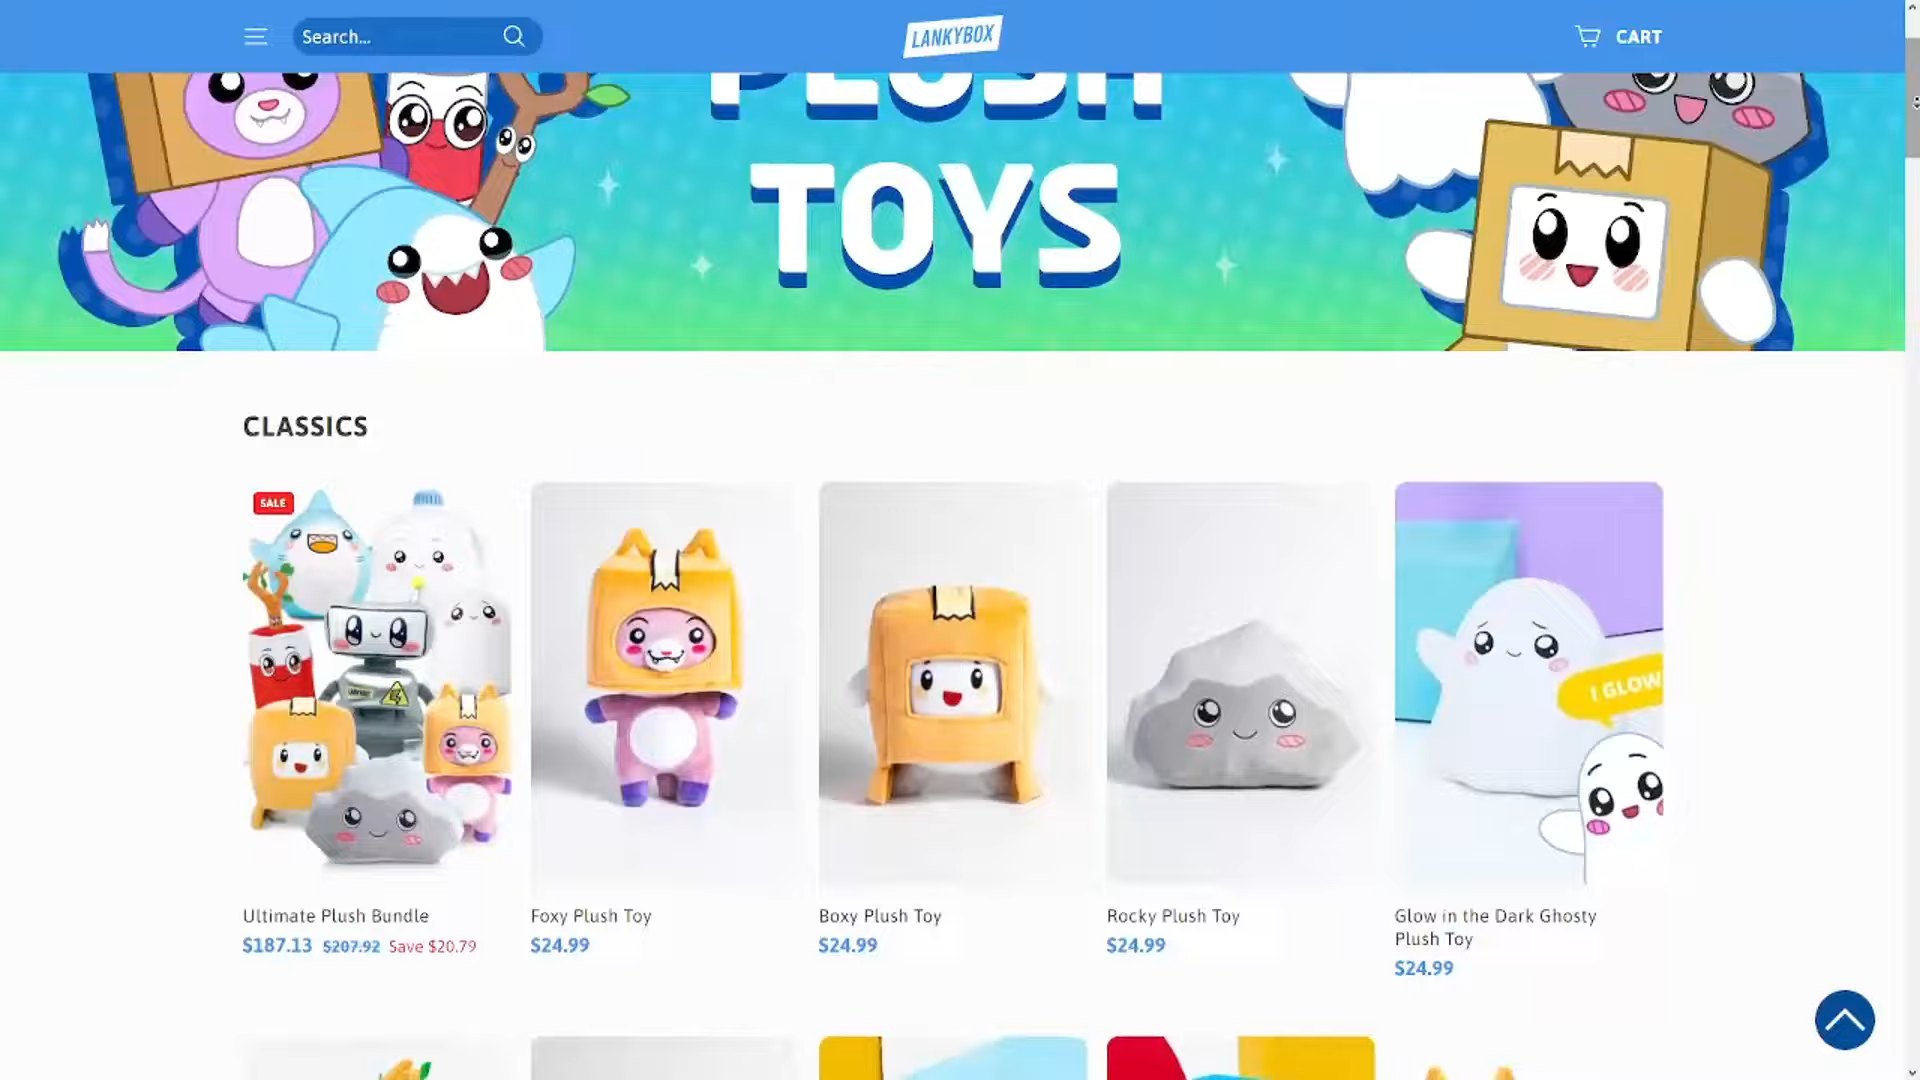 Search...
LANKYBOX
CART
PLUSH
TOYS
CLASSICS
SALE
I GLOW
Ultimate Plush Bundle
$187.13 $207.92 Save $20.79
Foxy Plush Toy
$24.99
Boxy Plush Toy
$24.99
Rocky Plush Toy
$24.99
Glow in the Dark Ghosty
Plush Toy
$24.99